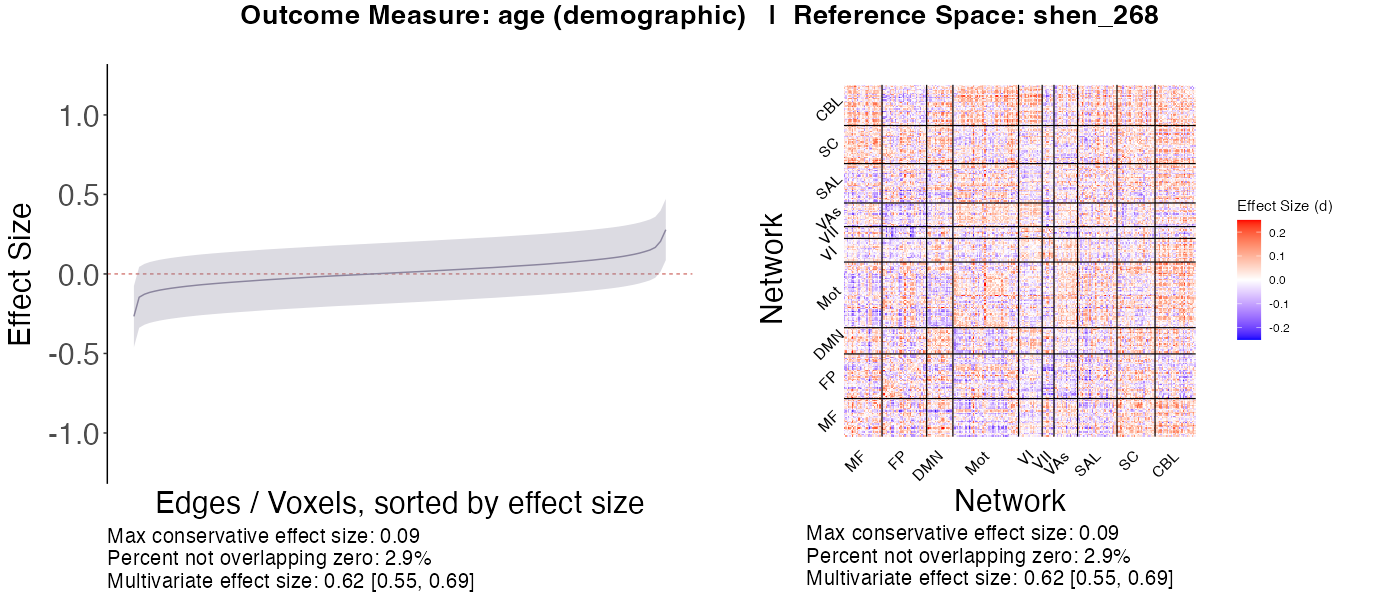 Outcome Measure: age (demographic) | Reference Space: shen_268
1.0
0.5
0.0
-0.5
-1.0
Effect Size
Edges / Voxels, sorted by effect size
Max conservative effect size: 0.09
Percent not overlapping zero: 2.9%
Multivariate effect size: 0.62 [0.55, 0.69]
Network
CBL
SC
SAL
VAs
VII
VI
Mot
DMN
FP
MF
MF
FP
DMN
Mot
VI
VII
VAs
SAL
SC
CBL
Network
Max conservative effect size: 0.09
Percent not overlapping zero: 2.9%
Multivariate effect size: 0.62 [0.55, 0.69]
Effect Size (d)
0.2
0.1
0.0
-0.1
-0.2